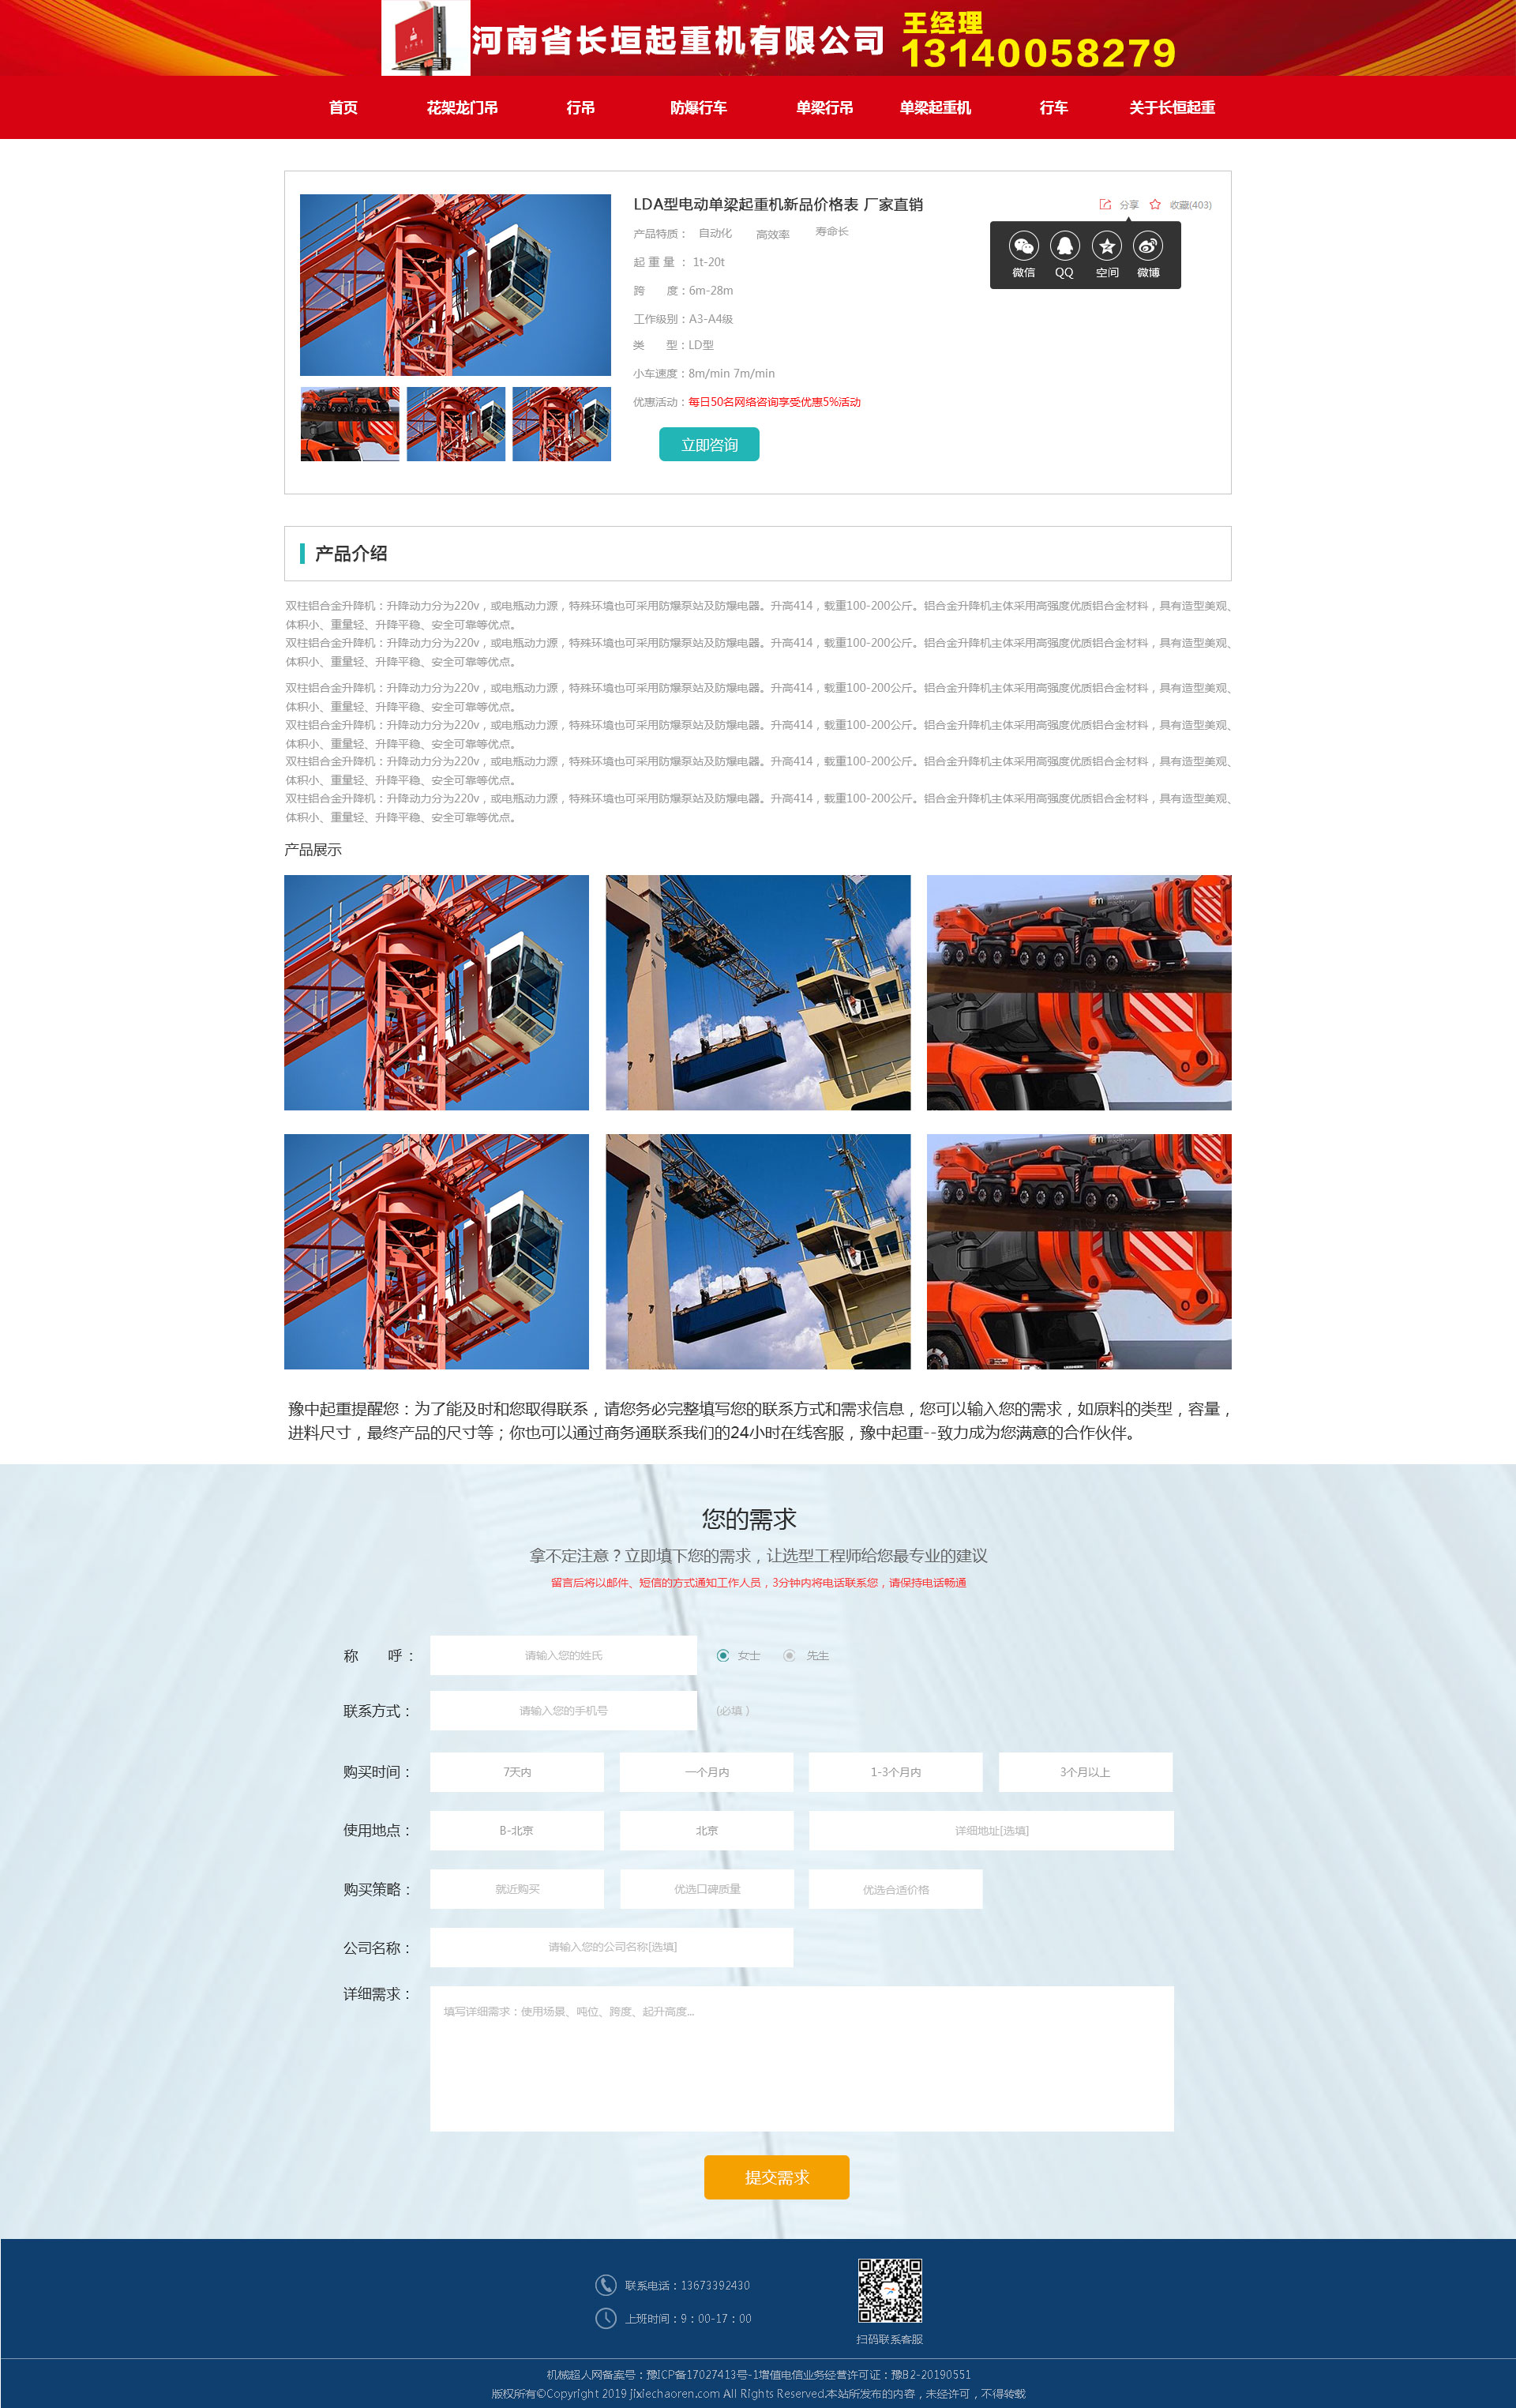 河南省长垣起重机有限公司
王经理
13140058279
首页 花架龙门吊 行吊 防爆行车 单梁行吊 单梁起重机 行车 关于长恒起重
LDA型电动单梁起重机新品价格表 厂家直销
分享 收藏(403)
产品特质： 自动化 高效率 寿命长
微信 QQ 空间 微博
起 重 量 ： 1t-20t
跨 度：6m-28m
工作级别：A3-A4级
类 型：LD型
小车速度：8m/min 7m/min
优惠活动：每日50名网络咨询享受优惠5%活动
立即咨询
产品介绍
双柱铝合金升降机：升降动力分为220v，或电瓶动力源，特殊环境也可采用防爆泵站及防爆电器。升高414，载重100-200公斤。铝合金升降机主体采用高强度优质铝合金材料，具有造型美观、
体积小、重量轻、升降平稳、安全可靠等优点。
双柱铝合金升降机：升降动力分为220v，或电瓶动力源，特殊环境也可采用防爆泵站及防爆电器。升高414，载重100-200公斤。铝合金升降机主体采用高强度优质铝合金材料，具有造型美观、
体积小、重量轻、升降平稳、安全可靠等优点。
双柱铝合金升降机：升降动力分为220v，或电瓶动力源，特殊环境也可采用防爆泵站及防爆电器。升高414，载重100-200公斤。铝合金升降机主体采用高强度优质铝合金材料，具有造型美观、
体积小、重量轻、升降平稳、安全可靠等优点。
双柱铝合金升降机：升降动力分为220v，或电瓶动力源，特殊环境也可采用防爆泵站及防爆电器。升高414，载重100-200公斤。铝合金升降机主体采用高强度优质铝合金材料，具有造型美观、
体积小、重量轻、升降平稳、安全可靠等优点。
双柱铝合金升降机：升降动力分为220v，或电瓶动力源，特殊环境也可采用防爆泵站及防爆电器。升高414，载重100-200公斤。铝合金升降机主体采用高强度优质铝合金材料，具有造型美观、
体积小、重量轻、升降平稳、安全可靠等优点。
双柱铝合金升降机：升降动力分为220v，或电瓶动力源，特殊环境也可采用防爆泵站及防爆电器。升高414，载重100-200公斤。铝合金升降机主体采用高强度优质铝合金材料，具有造型美观、
体积小、重量轻、升降平稳、安全可靠等优点。
产品展示
豫中起重提醒您：为了能及时和您取得联系，请您务必完整填写您的联系方式和需求信息，您可以输入您的需求，如原料的类型，容量，
进料尺寸，最终产品的尺寸等；你也可以通过商务通联系我们的24小时在线客服，豫中起重--致力成为您满意的合作伙伴。
您的需求
拿不定注意？立即填下您的需求，让选型工程师给您最专业的建议
留言后将以邮件、短信的方式通知工作人员，3分钟内将电话联系您，请保持电话畅通
称 呼 ： 请输入您的姓氏 女士 先生
联系方式： 请输入您的手机号 (必填 )
购买时间： 7天内 一个月内 1-3个月内 3个月以上
使用地点： B-北京 北京 详细地址[选填]
购买策略： 就近购买 优选口碑质量 优选合适价格
公司名称： 请输入您的公司名称[选填]
详细需求：
填写详细需求：使用场景、吨位、跨度、起升高度...
提交需求
联系电话：13673392430
上班时间：9：00-17：00
扫码联系客服
机械超人网备案号：豫ICP备17027413号-1增值电信业务经营许可证：豫B2-20190551
版权所有©Copyright 2019 jixiechaoren.com All Rights Reserved.本站所发布的内容，未经许可，不得转载